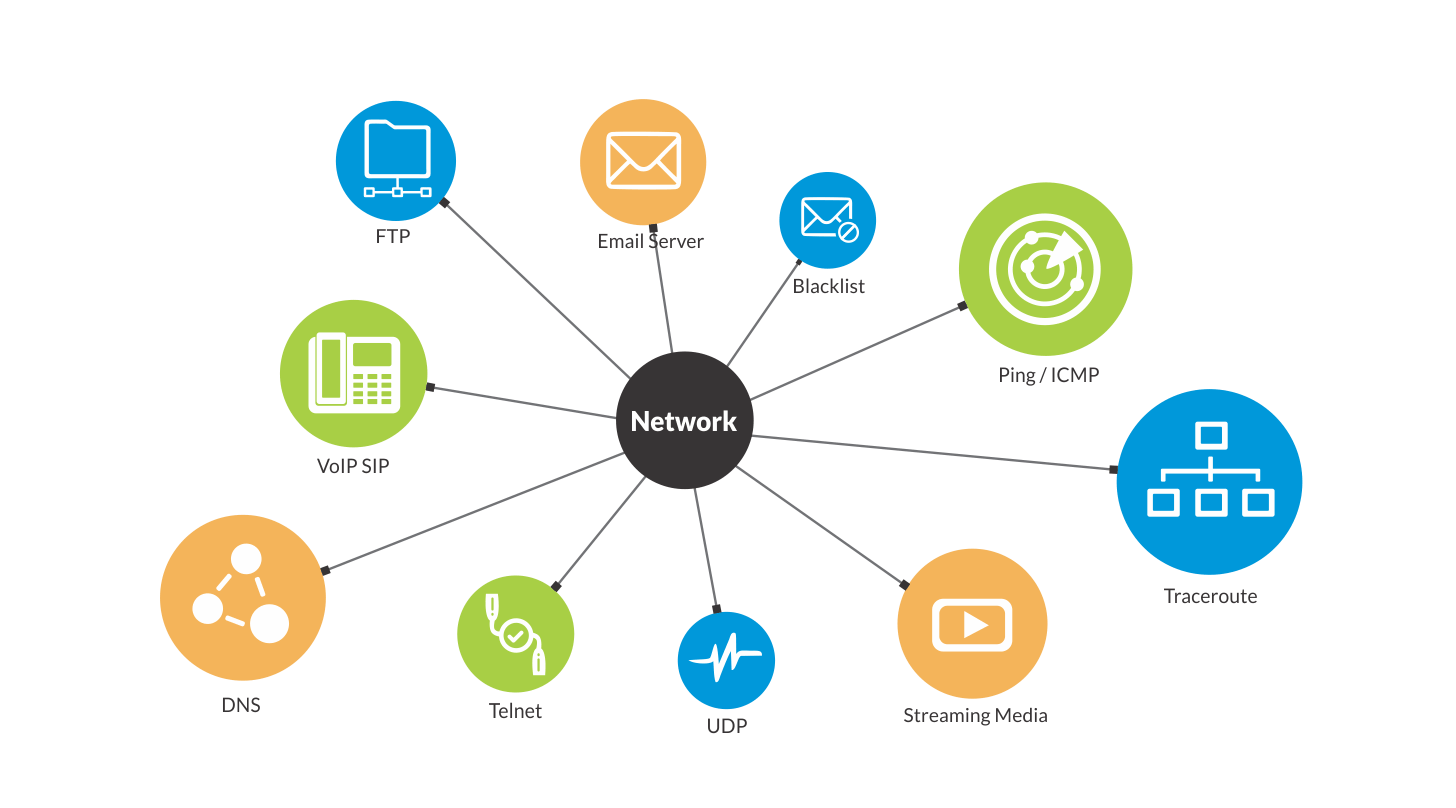 FTP
Email Server
Blacklist
Ping / ICMP
Network
VoIP SIP
Traceroute
DNS
Telnet
UDP
Streaming Media